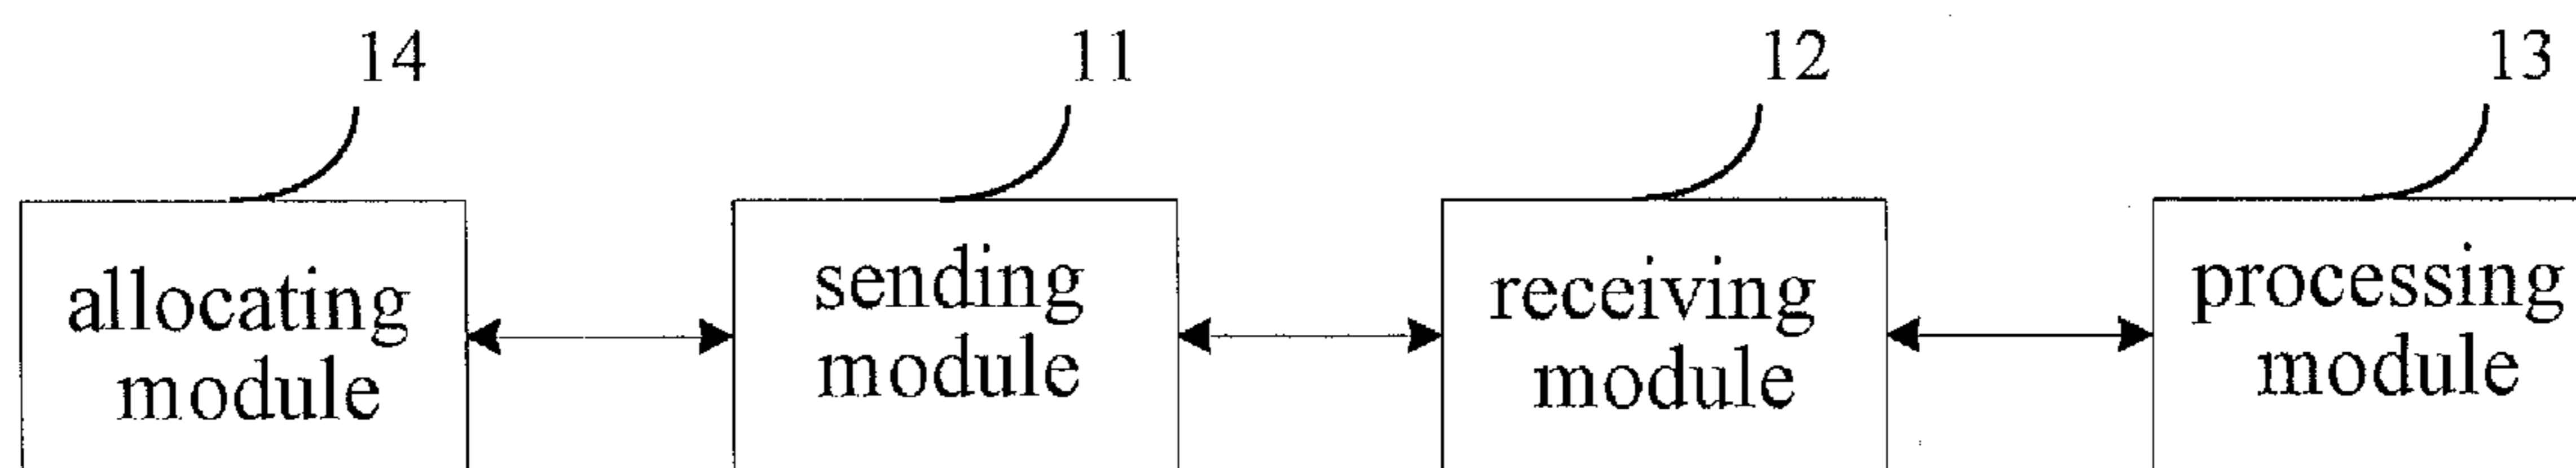 14
11
12
13
allocating
module
sending
module
receiving
module
processing
module